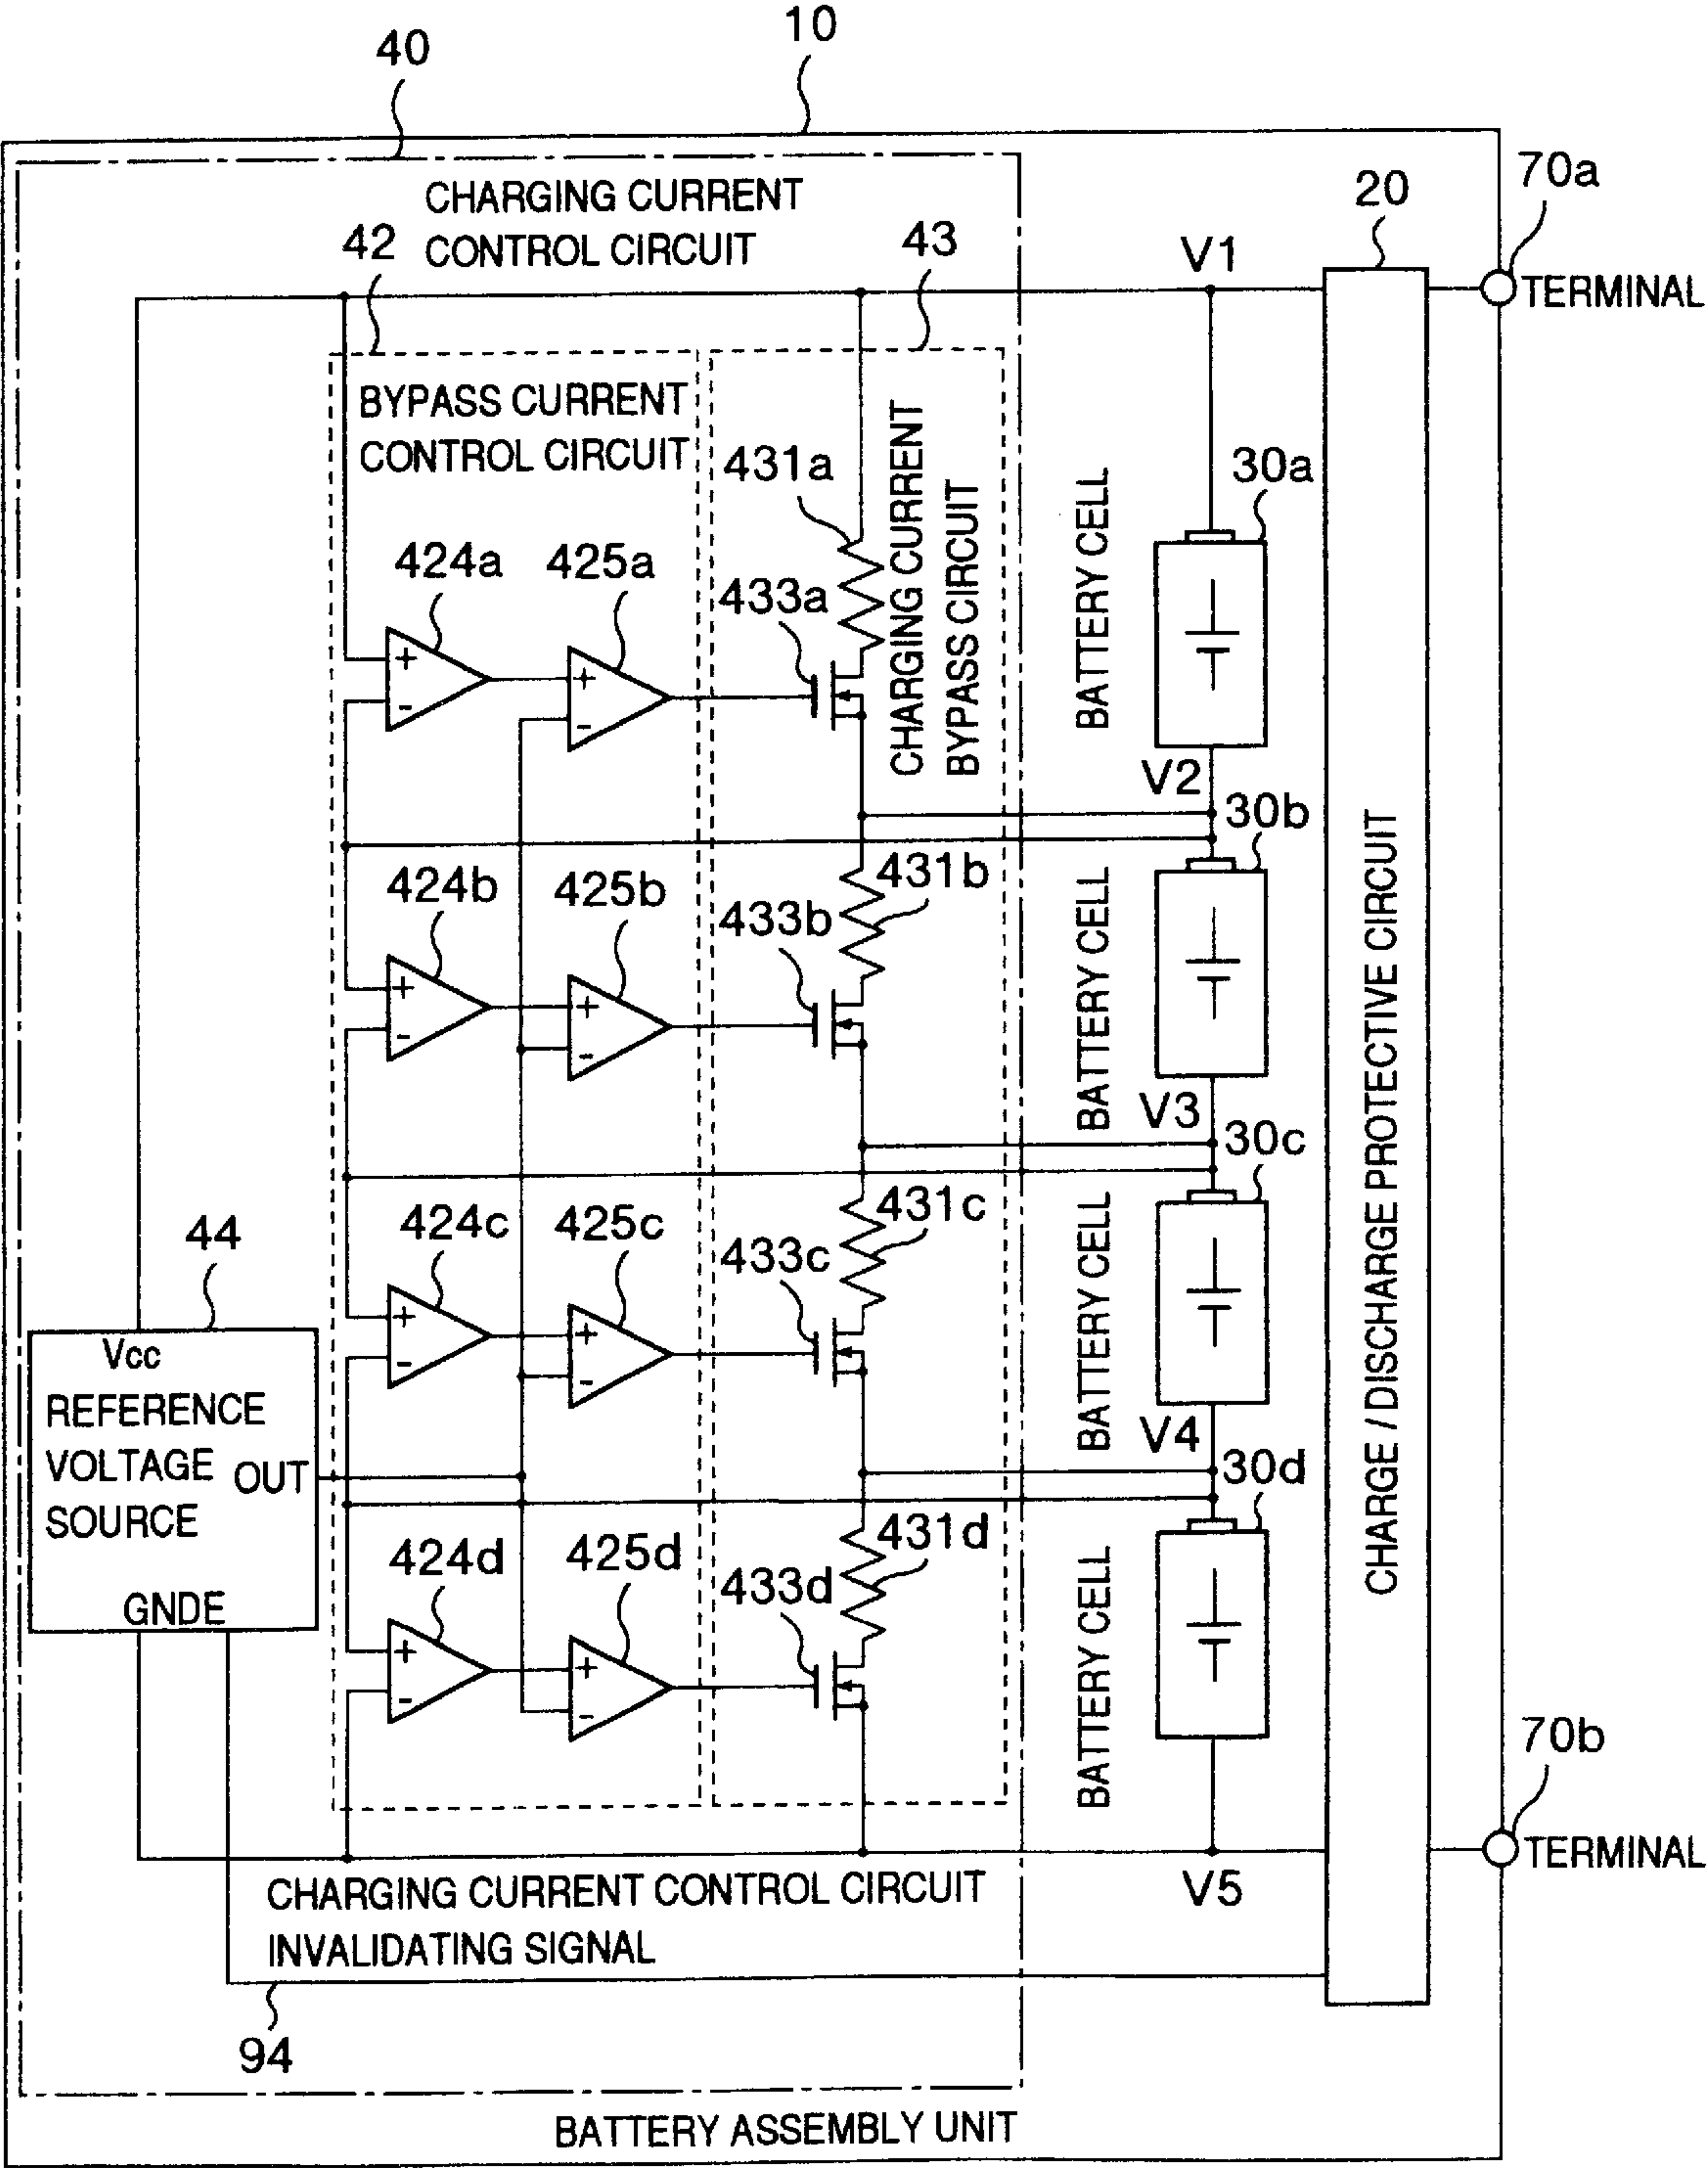 10
40
70a
20
CHARGING CURRENT
CONTROL CIRCUIT
42
43
V1
TERMINAL
BYPASS CURRENT
CONTROL CIRCUIT
CHARGING CURRENT
BYPASS CIRCUIT
431a
30a
BATTERY CELL
424a
425a
433a
+
-
+
-
V2
30b
424b
425b
431b
433b
BATTERY CELL
+
-
+
-
CHARGE / DISCHARGE PROTECTIVE CIRCUIT
V3
30c
424c
425c
431c
433c
BATTERY CELL
44
+
-
+
-
Vcc
REFERENCE
VOLTAGE
SOURCE
OUT
GNDE
V4
30d
424d
425d
431d
433d
BATTERY CELL
+
-
+
-
70b
TERMINAL
V5
CHARGING CURRENT CONTROL CIRCUIT
INVALIDATING SIGNAL
94
BATTERY ASSEMBLY UNIT